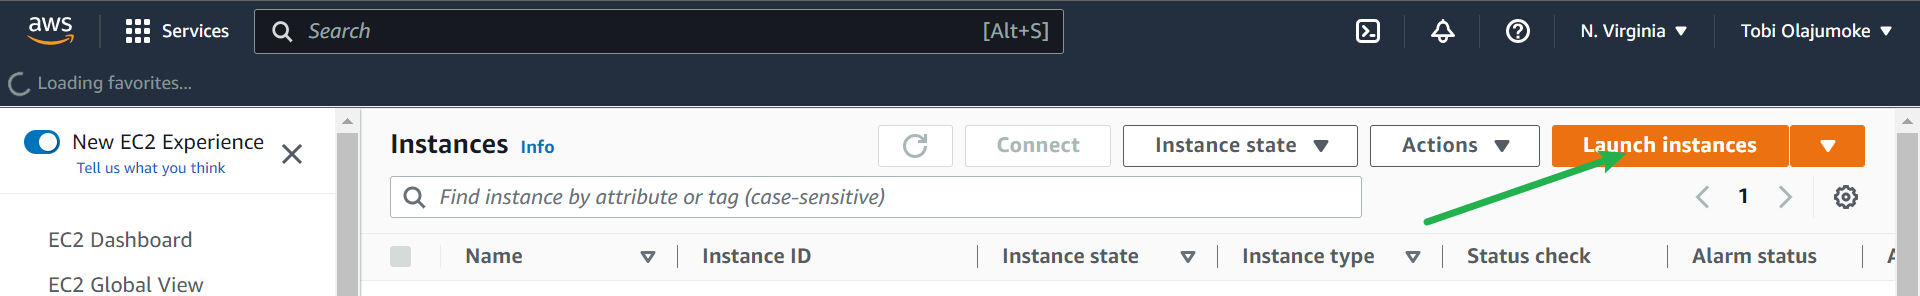 aws
Services
Search
[Alt+S]
N. Virginia
Tobi Olajumoke
Loading favorites...
New EC2 Experience
Tell us what you think
EC2 Dashboard
EC2 Global View
Instances Info
Connect
Instance state
Actions
Launch instances
Find instance by attribute or tag (case-sensitive)
1
Name
Instance ID
Instance state
Instance type
Status check
Alarm status